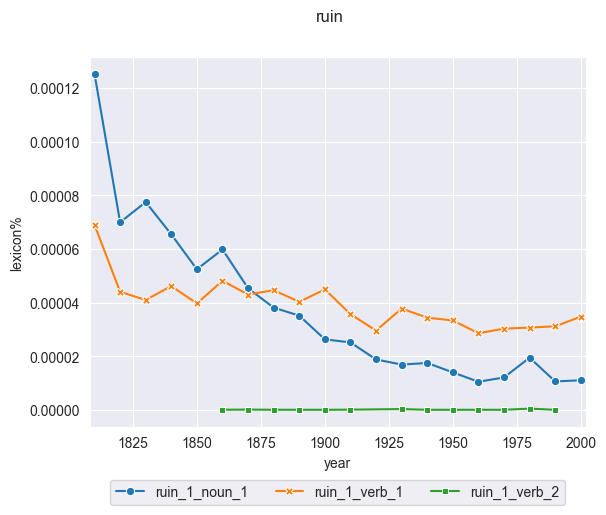 ruin
0.00012
0.00010
0.00008
0.00006
0.00004
0.00002
0.00000
lexicon%
1825 1850 1875 1900 1925 1950 1975 2000
year
ruin_1_noun_1 ruin_1_verb_1 ruin_1_verb_2